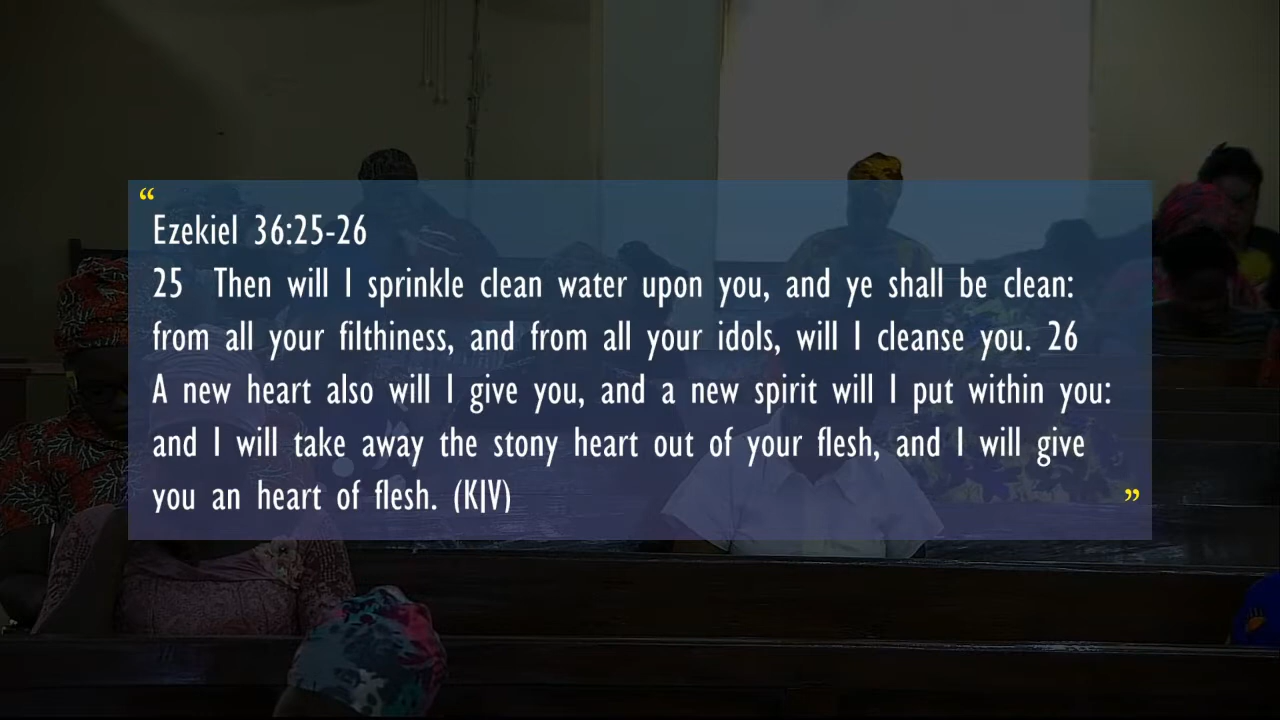 “
Ezekiel 36:25-26
25 Then will I sprinkle clean water upon you, and ye shall be clean:
from all your filthiness, and from all your idols, will I cleanse you. 26
A new heart also will I give you, and a new spirit will I put within you:
and I will take away the stony heart out of your flesh, and I will give
you an heart of flesh. (KJV)
”